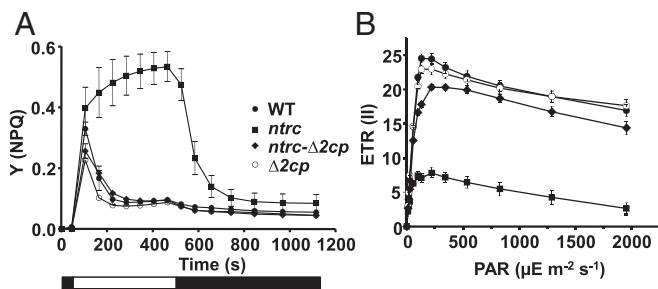 A
Y (NPQ)
0.6
0.4
0.2
0.0
0 200 400 600 800 1000 1200
Time (s)
WT
ntrc
ntrc-Δ2cp
Δ2cp
B
ETR (II)
25
20
15
10
5
0
0 500 1000 1500 2000
PAR (µE m-2 s-1)